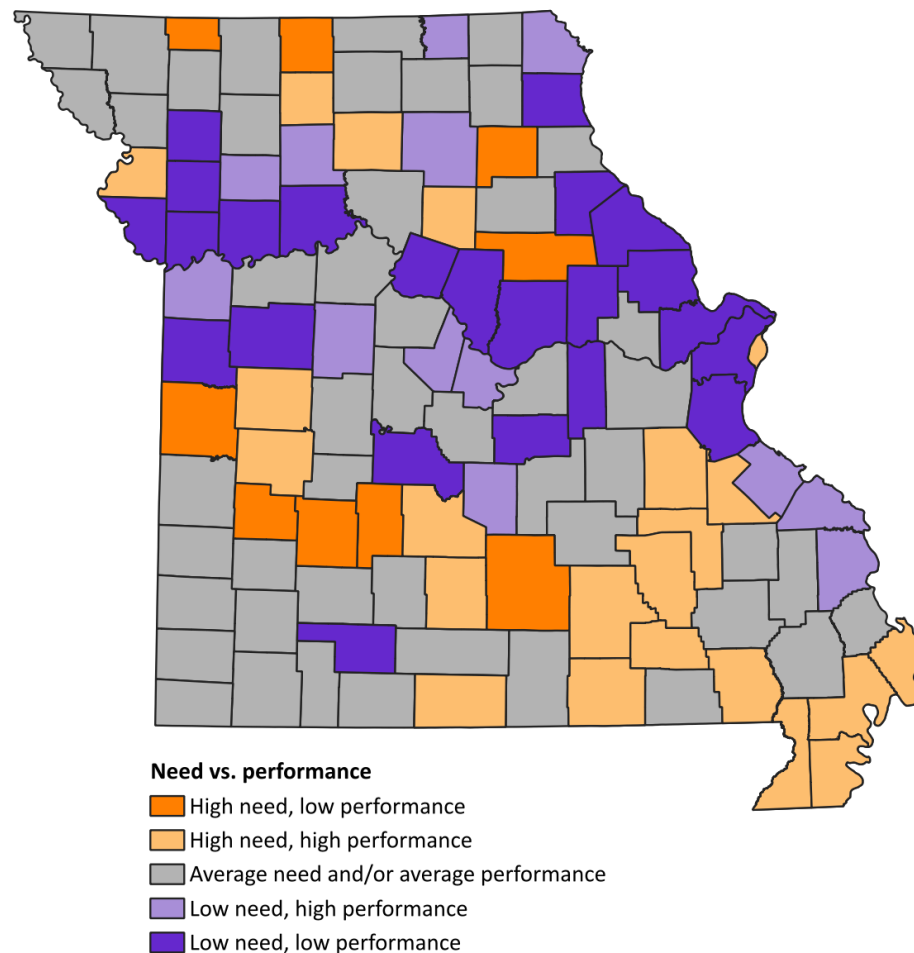 Need vs. performance
High need, low performance
High need, high performance
Average need and/or average performance
Low need, high performance
Low need, low performance